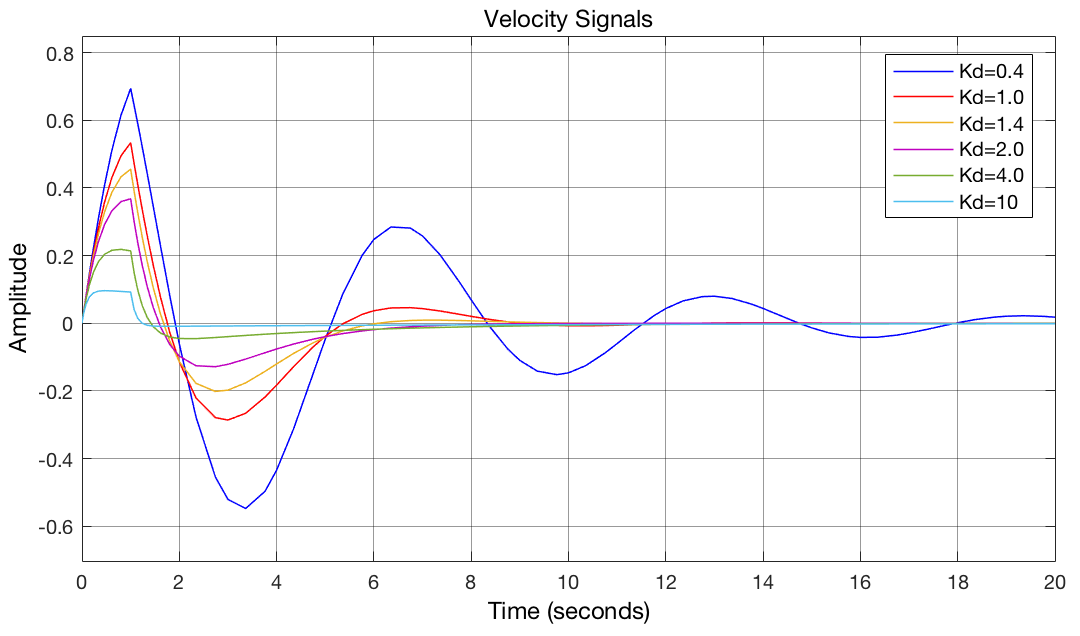 Velocity Signals
Kd=0.4
Kd=1.0
Kd=1.4
Kd=2.0
Kd=4.0
Kd=10
Amplitude
0.8
0.6
0.4
0.2
0
-0.2
-0.4
-0.6
0 2 4 6 8 10 12 14 16 18 20
Time (seconds)